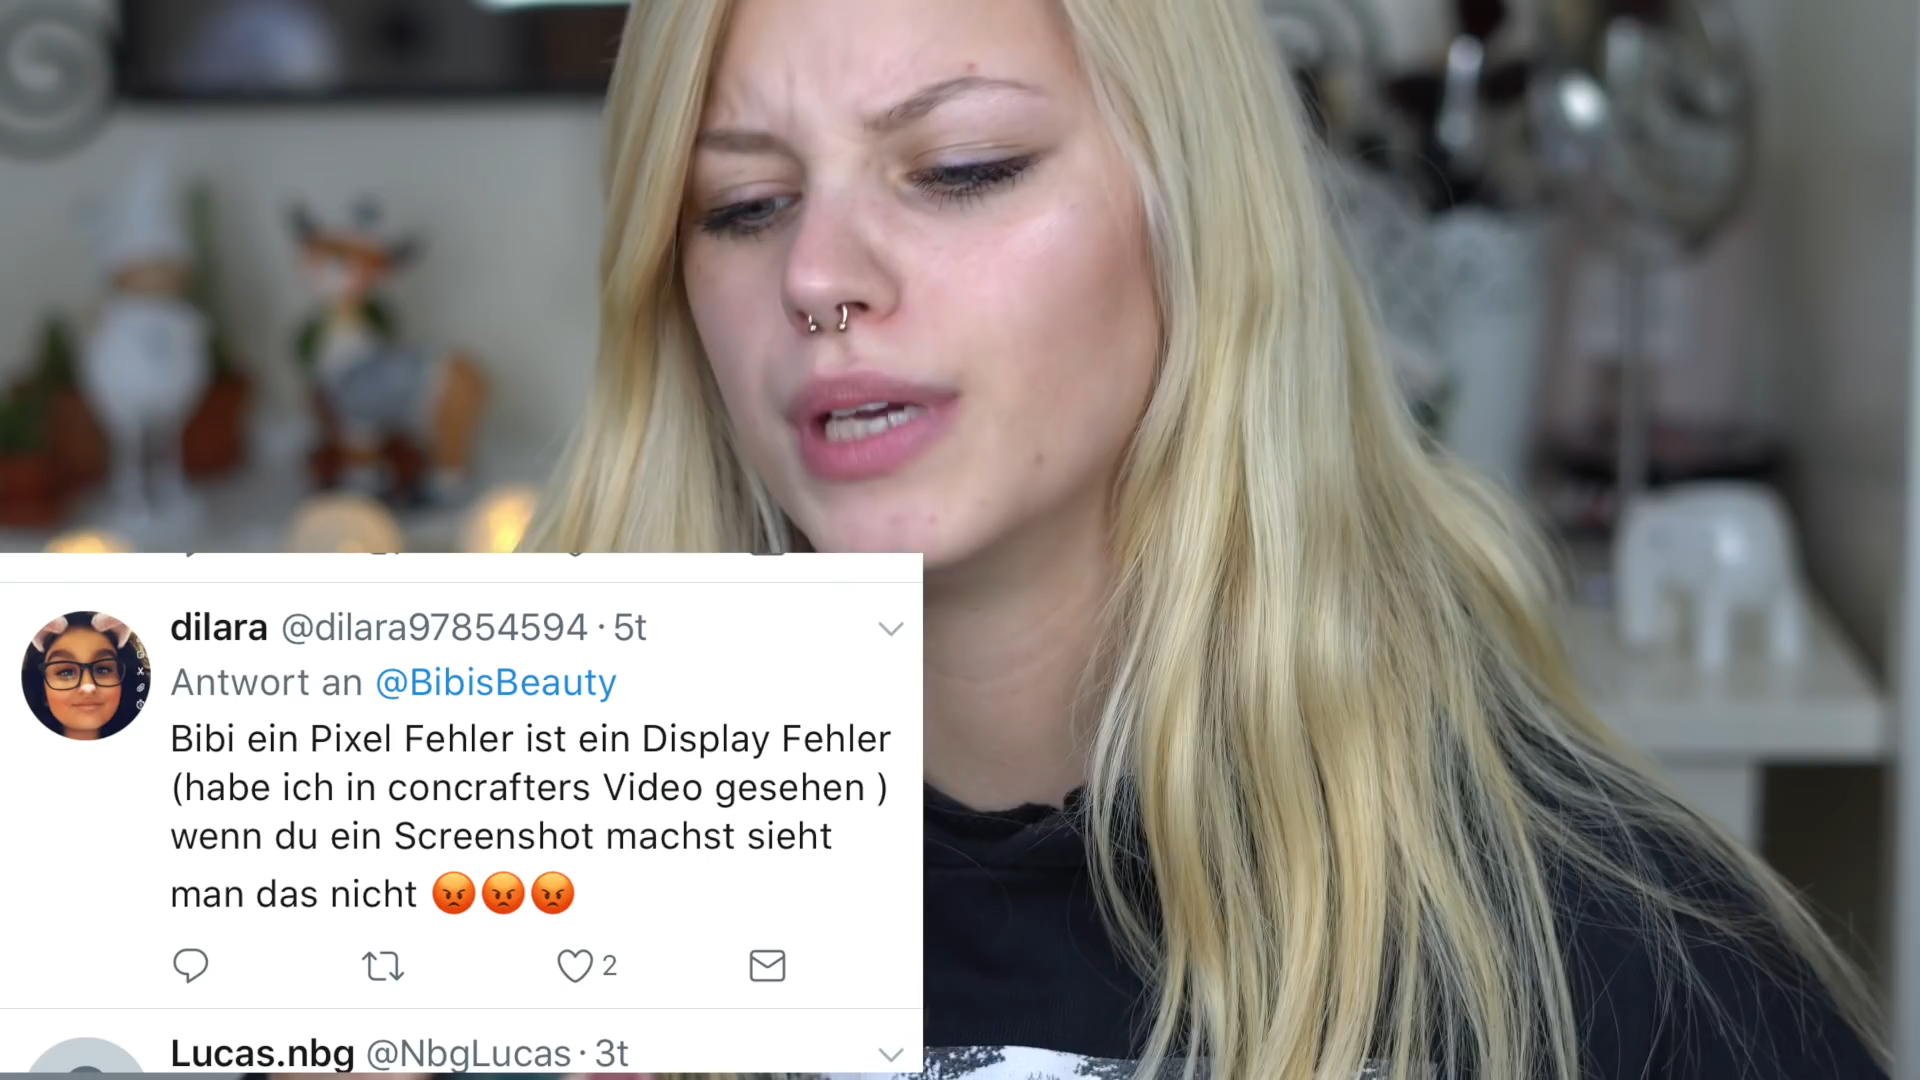 dilara @dilara97854594 · 5t
Antwort an @BibisBeauty
Bibi ein Pixel Fehler ist ein Display Fehler
(habe ich in concrafters Video gesehen )
wenn du ein Screenshot machst sieht
man das nicht 😡😡😡
2
Lucas.nbg @NbgLucas · 3t